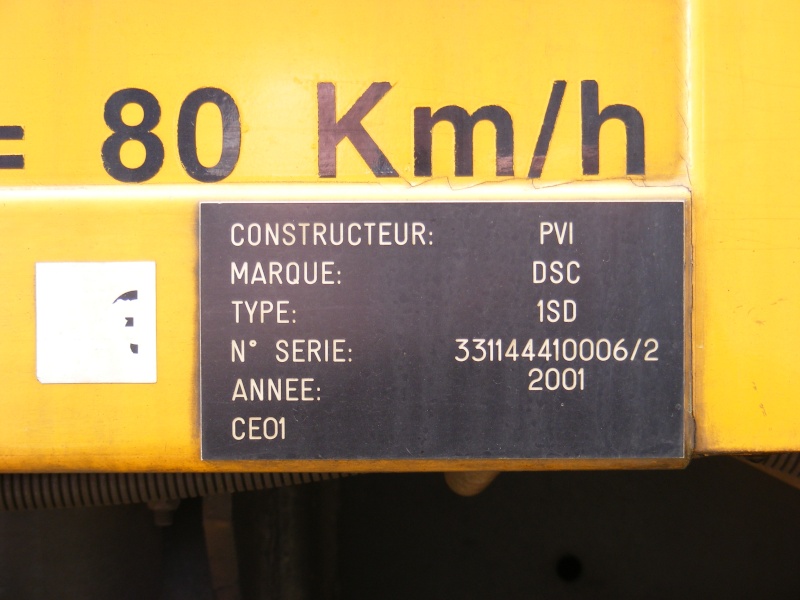 = 80 Km/h
CONSTRUCTEUR: PVI
MARQUE: DSC
TYPE: 1SD
N° SERIE: 331144410006/2
ANNEE: 2001
CE01